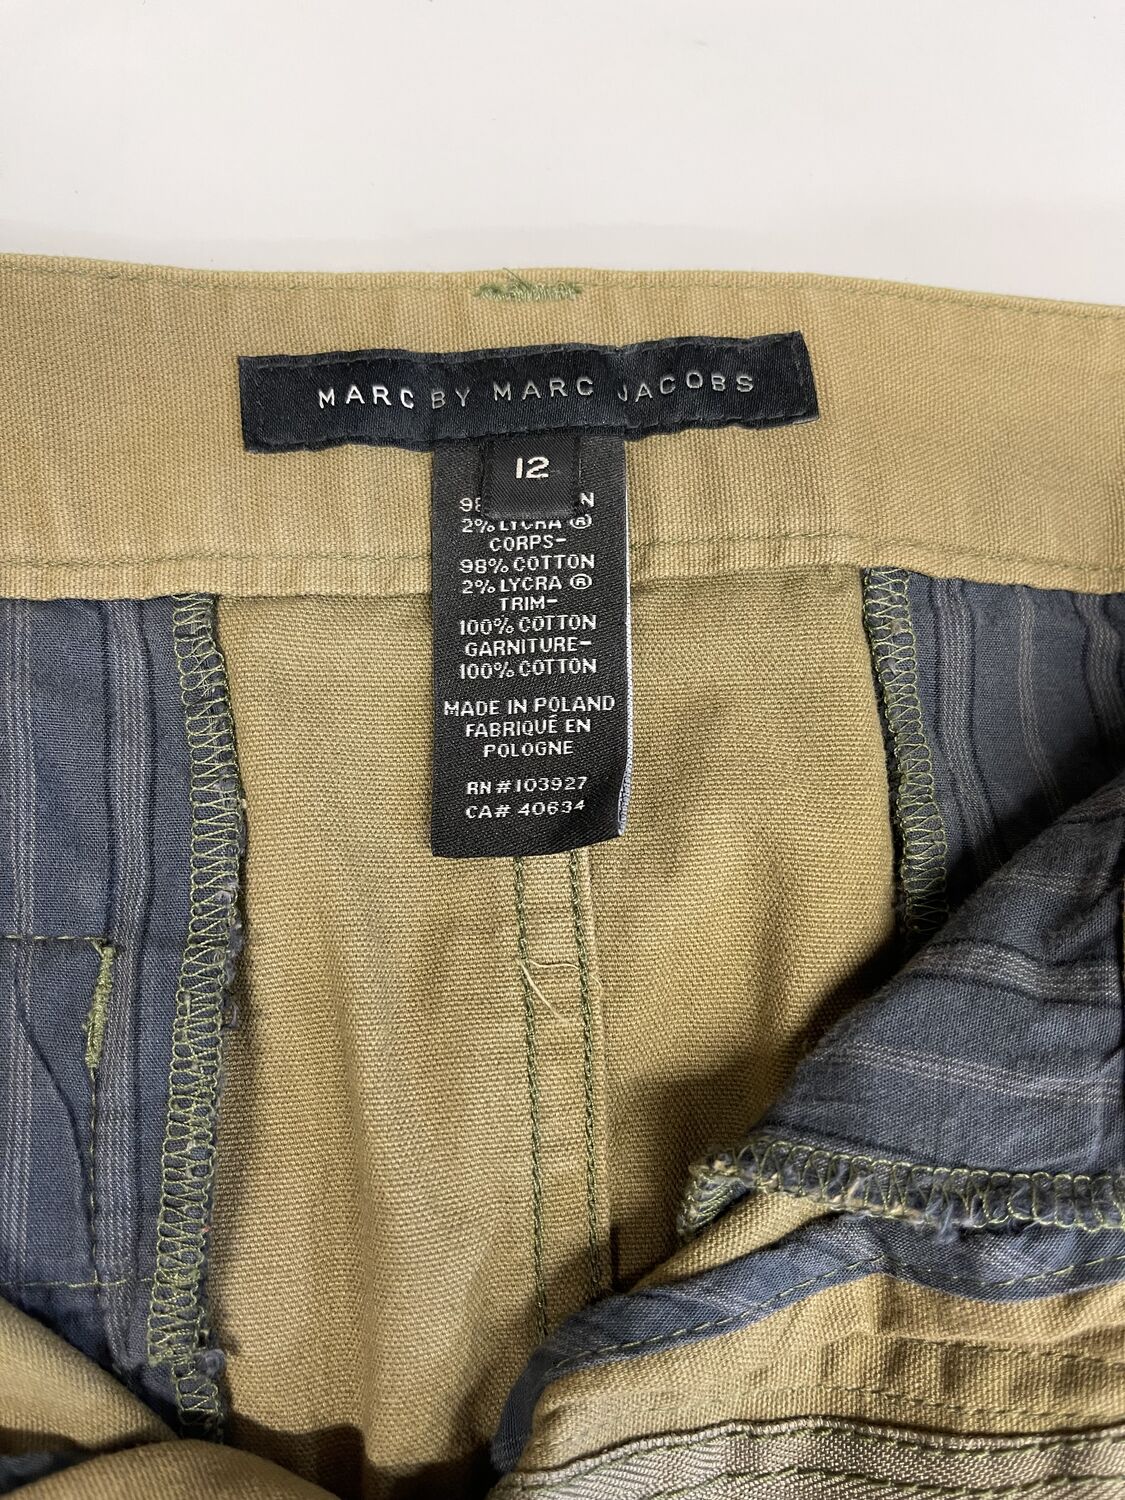 MARC BY MARC JACOBS
12
2% LYCRA ®
CORPS-
98% COTTON
2% LYCRA ®
TRIM-
100% COTTON
GARNITURE-
100% COTTON
MADE IN POLAND
FABRIQUÉ EN
POLOGNE
RN # 103927
CA# 40634